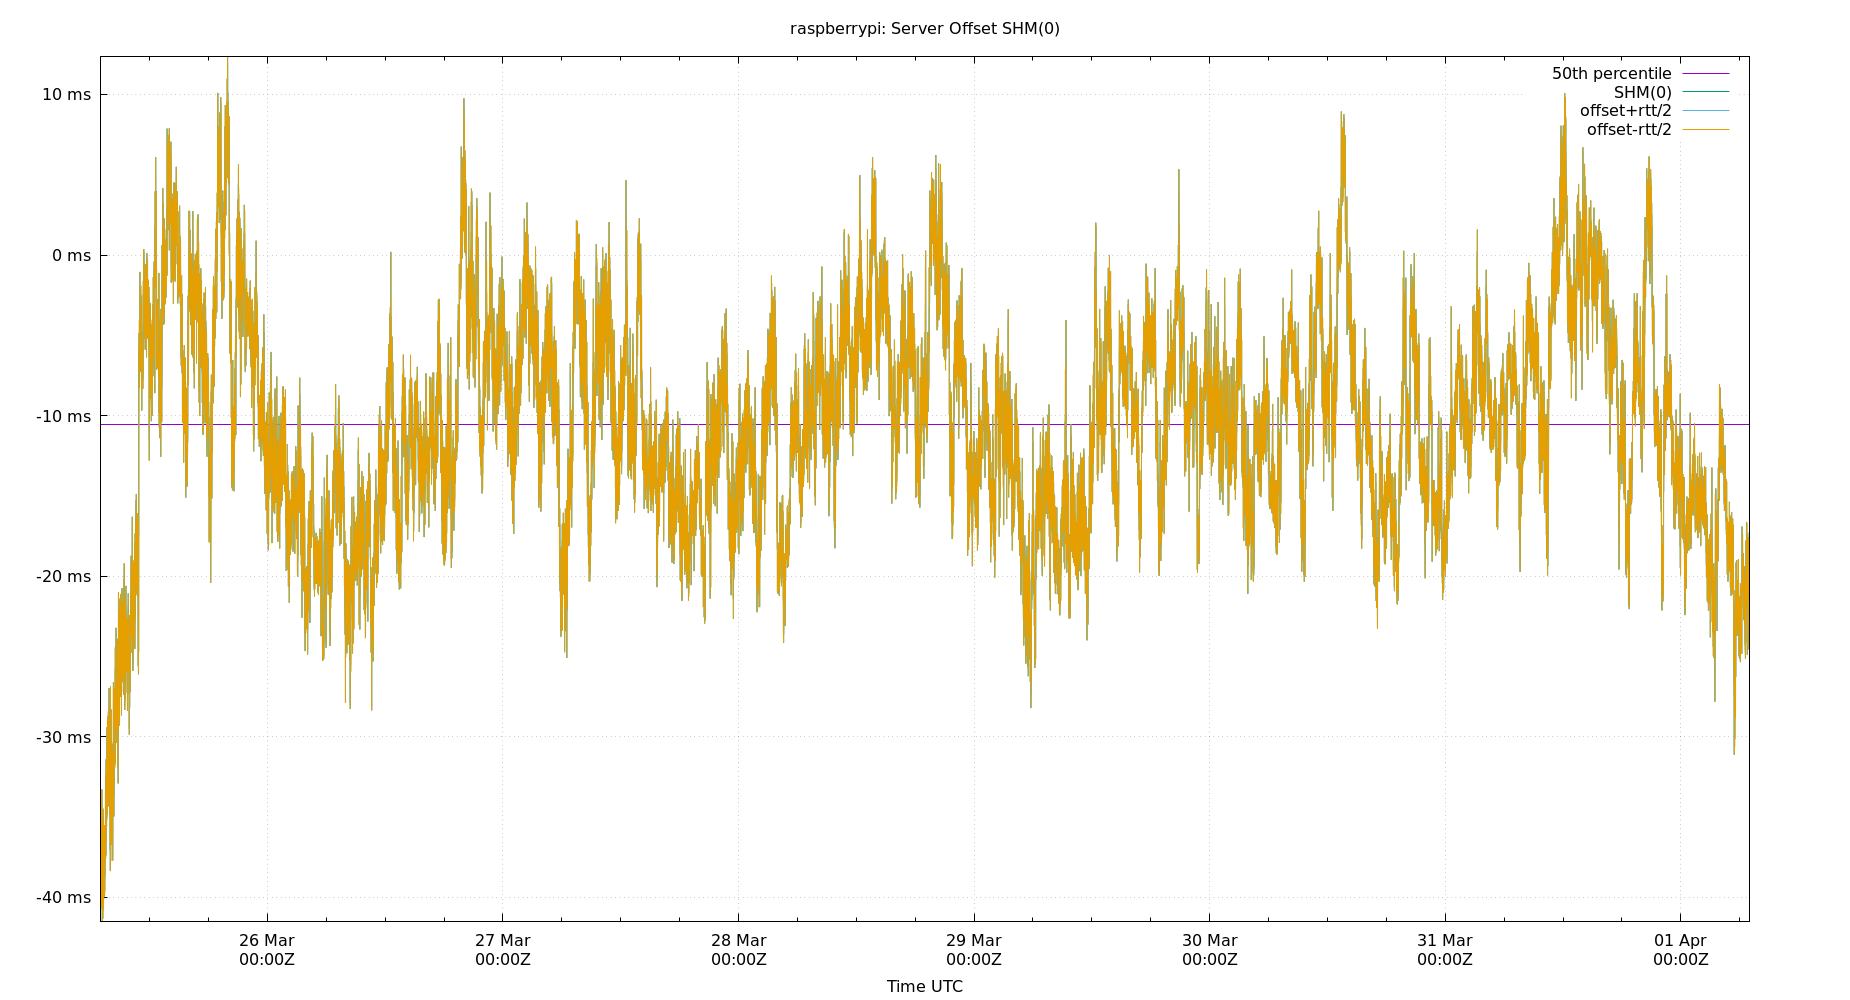 raspberrypi: Server Offset SHM(0)
50th percentile
SHM(0)
offset+rtt/2
offset-rtt/2
10 ms
0 ms
-10 ms
-20 ms
-30 ms
-40 ms
26 Mar
00:00Z
27 Mar
00:00Z
28 Mar
00:00Z
29 Mar
00:00Z
30 Mar
00:00Z
31 Mar
00:00Z
01 Apr
00:00Z
Time UTC